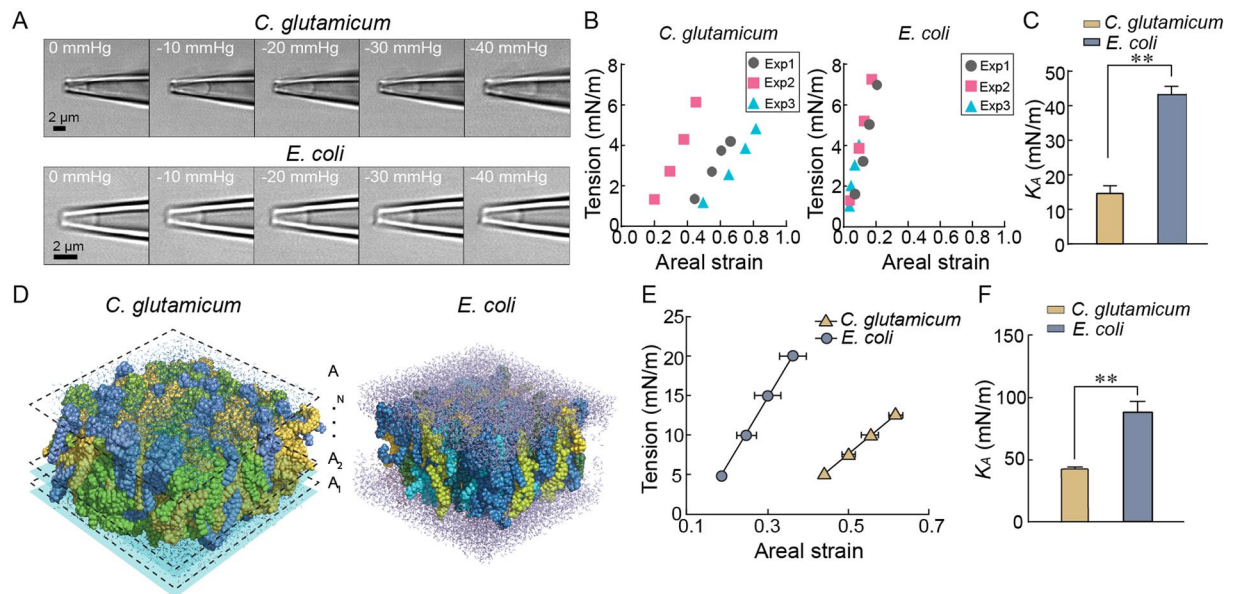 A
C. glutamicum
0 mmHg -10 mmHg -20 mmHg -30 mmHg -40 mmHg
2 μm
E. coli
0 mmHg -10 mmHg -20 mmHg -30 mmHg -40 mmHg
2 μm
B
C. glutamicum
Tension (mN/m)
8
6
4
2
0
0.0 0.2 0.4 0.6 0.8 1.0
Areal strain
Exp1
Exp2
Exp3
E. coli
Tension (mN/m)
8
6
4
2
0
0.0 0.2 0.4 0.6 0.8 1.0
Areal strain
Exp1
Exp2
Exp3
C
C. glutamicum
E. coli
**
K_A (mN/m)
50
40
30
20
10
0
D
C. glutamicum
A
N
.
.
A2
A1
E. coli
E
C. glutamicum
E. coli
Tension (mN/m)
20
15
10
5
0.1 0.3 0.5 0.7
Areal strain
F
C. glutamicum
E. coli
**
K_A (mN/m)
150
100
50
0